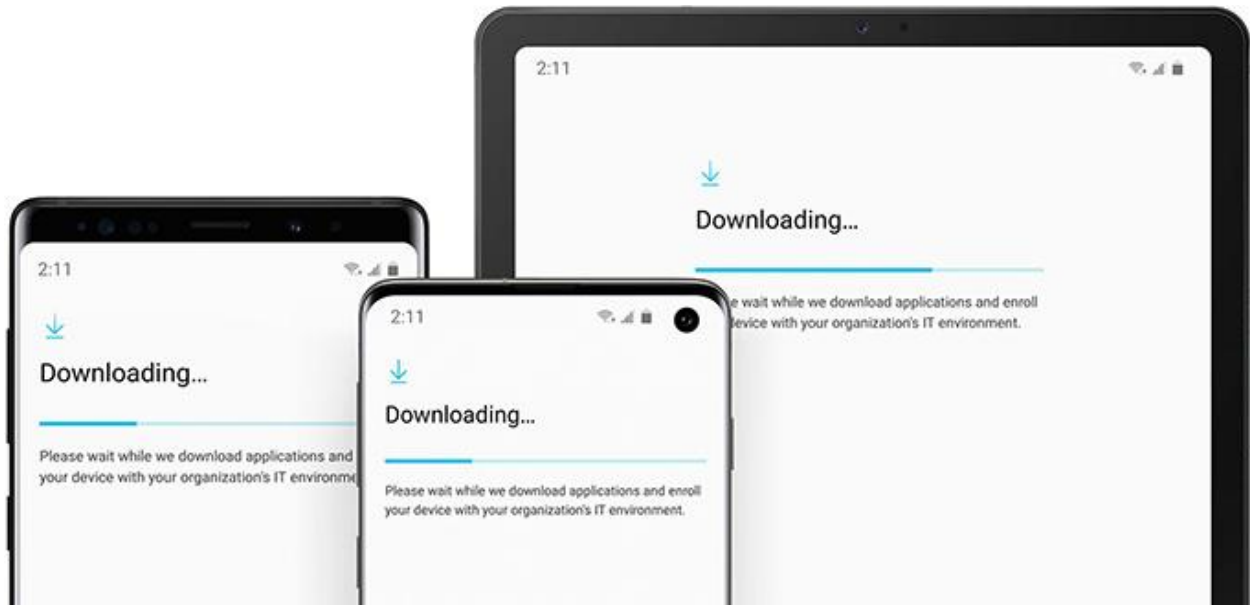 2:11
Downloading...
Please wait while we download applications and
your device with your organization's IT
2:11
Downloading...
Please wait while we download applications and enroll
your device with your organization's IT environment.
2:11
Downloading...
wait while we download applications and enroll
device with your organization's IT environment.